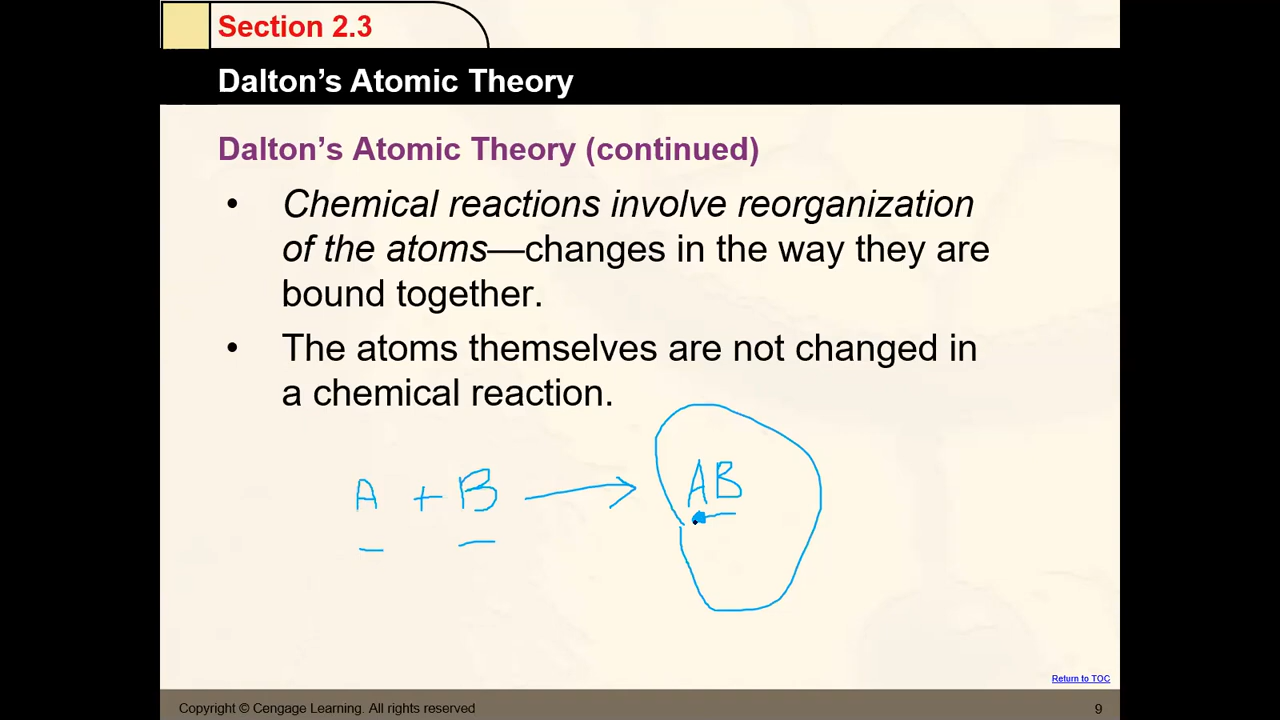 Section 2.3
Dalton's Atomic Theory
Dalton's Atomic Theory (continued)
• Chemical reactions involve reorganization
of the atoms—changes in the way they are
bound together.
• The atoms themselves are not changed in
a chemical reaction.
A + B → AB
Return to TOC
Copyright © Cengage Learning. All rights reserved 9